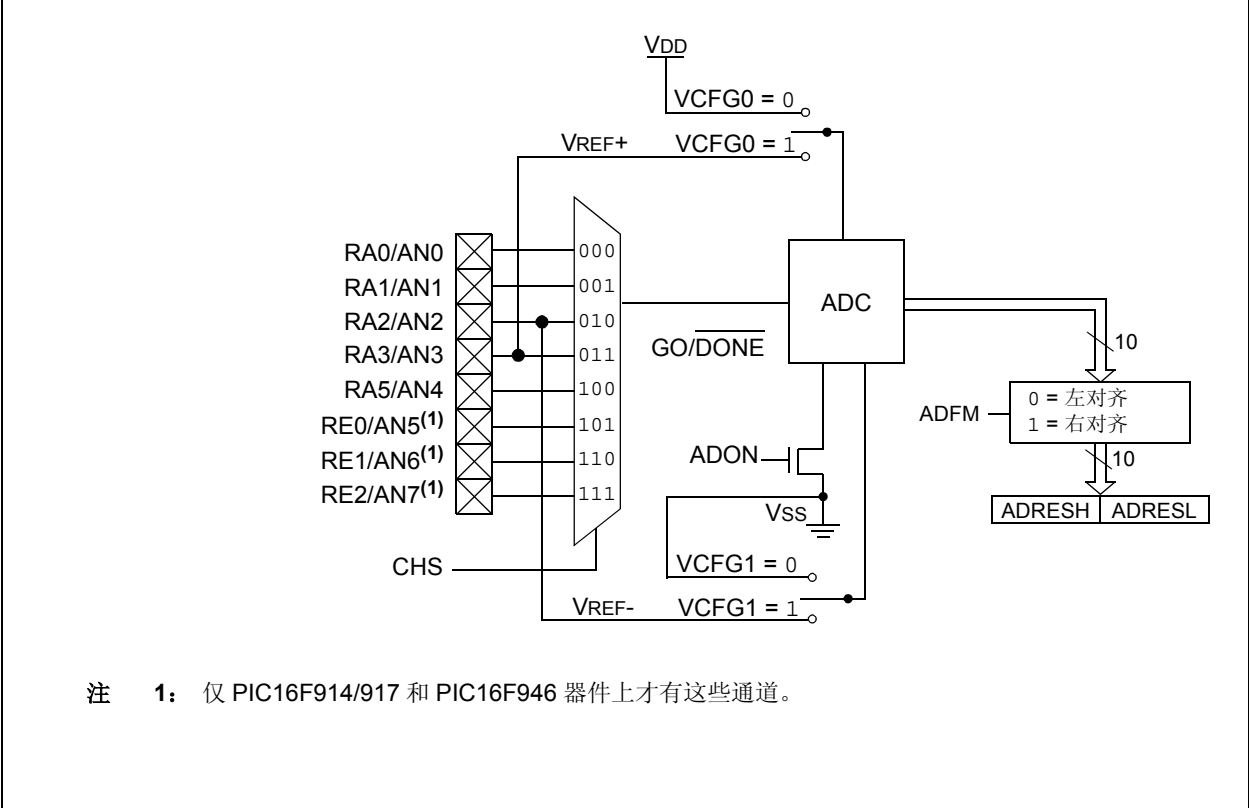 VDD
VCFG0 = 0
VREF+ VCFG0 = 1
RA0/AN0 000
RA1/AN1 001
RA2/AN2 010
RA3/AN3 011
RA5/AN4 100
RE0/AN5(1) 101
RE1/AN6(1) 110
RE2/AN7(1) 111
CHS
GO/DONE
ADC
10
ADFM
0 = 左对齐
1 = 右对齐
10
ADRESH ADRESL
ADON
VSS
VCFG1 = 0
VREF- VCFG1 = 1
注 1： 仅 PIC16F914/917 和 PIC16F946 器件上才有这些通道。